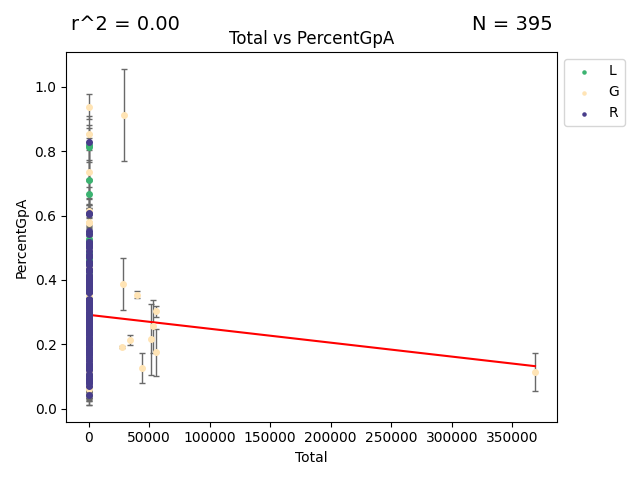 r^2 = 0.00
N = 395
Total vs PercentGpA
L
G
R
PercentGpA
1.0
0.8
0.6
0.4
0.2
0.0
0
50000
100000
150000
200000
250000
300000
350000
Total